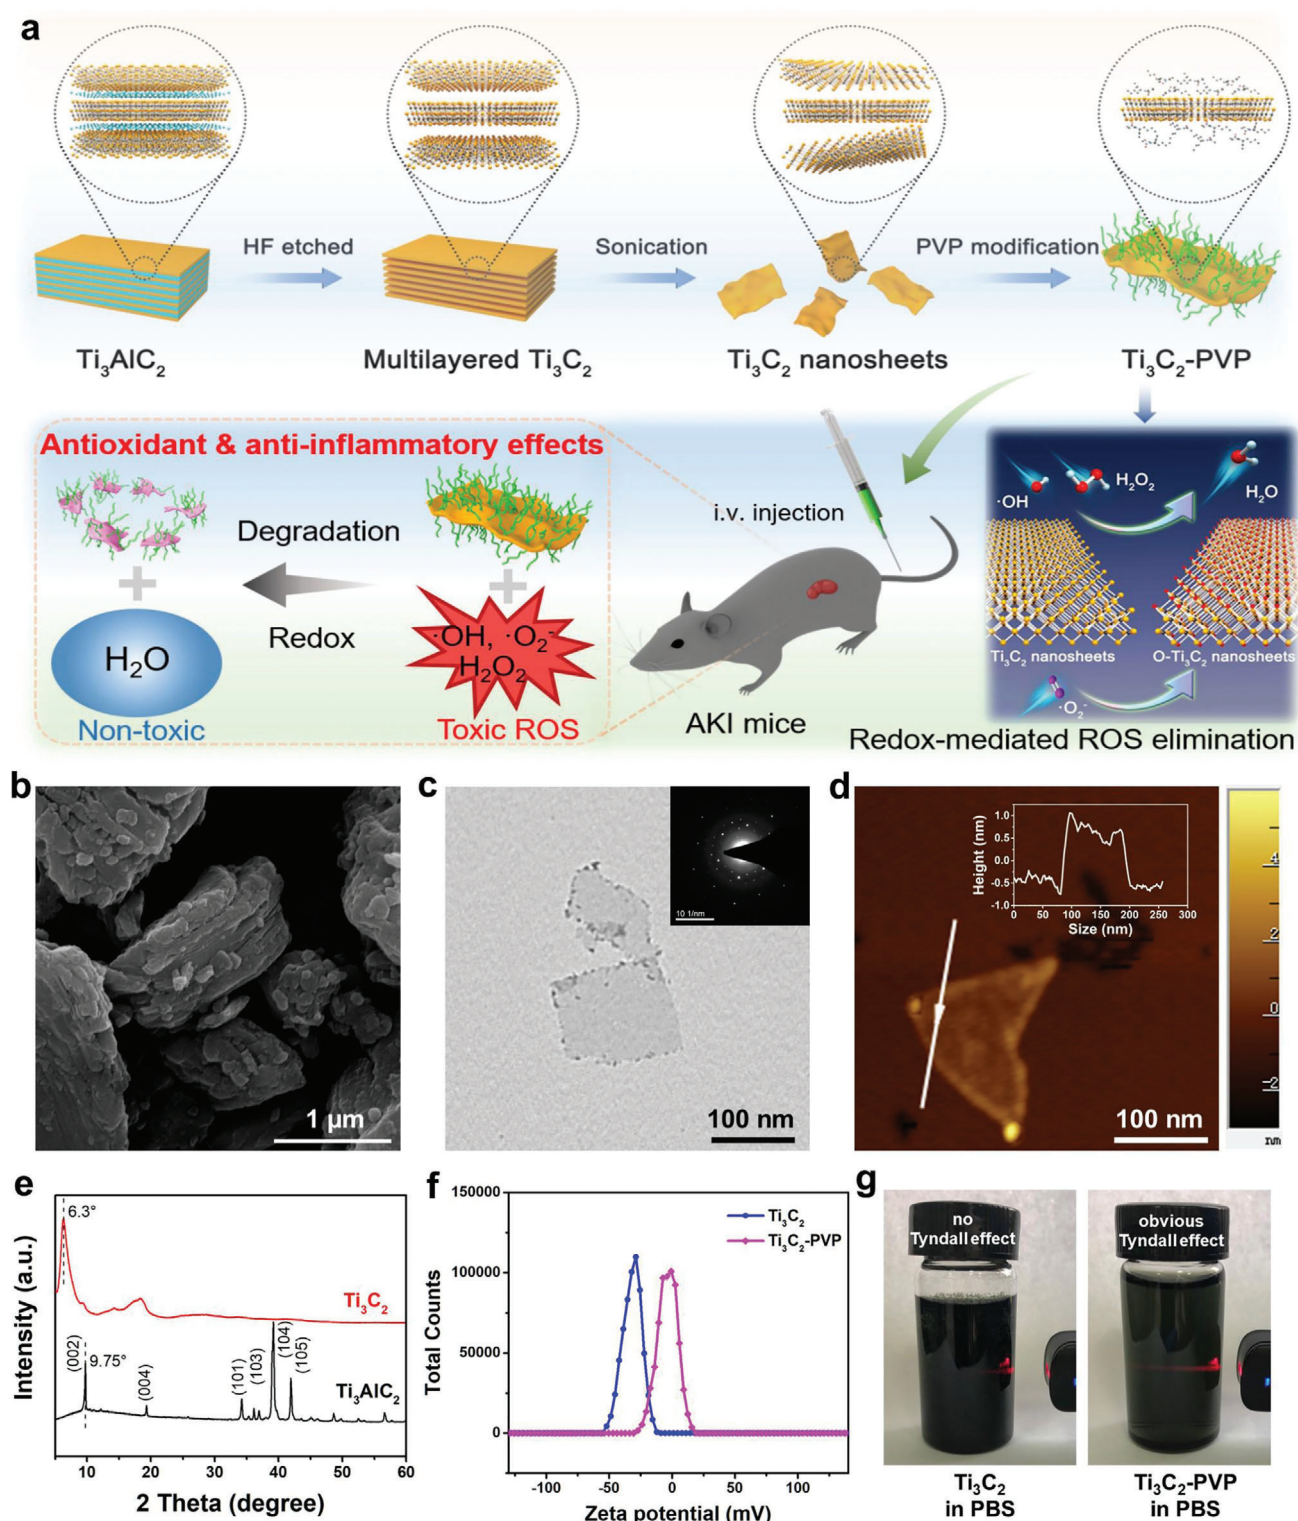 a
HF etched
Sonication
PVP modification
Ti₃AlC₂
Multilayered Ti₃C₂
Ti₃C₂ nanosheets
Ti₃C₂-PVP
Antioxidant & anti-inflammatory effects
Degradation
Redox
H₂O
Non-toxic
·OH, ·O₂⁻
H₂O₂
Toxic ROS
i.v. injection
AKI mice
·OH
H₂O₂
H₂O
Ti₃C₂ nanosheets
O-Ti₃C₂ nanosheets
·O₂⁻
Redox-mediated ROS elimination
b
1 µm
c
10 1/nm
100 nm
d
Height (nm)
1.0
0.5
0.0
-0.5
-1.0
0 50 100 150 200 250 300
Size (nm)
100 nm
4
2
0
-2
nm
e
Intensity (a.u.)
6.3°
Ti₃C₂
(002)
9.75°
(004)
(101)
(103)
(104)
(105)
Ti₃AlC₂
10 20 30 40 50 60
2 Theta (degree)
f
Total Counts
150000
100000
50000
0
Ti₃C₂
Ti₃C₂-PVP
-100 -50 0 50 100
Zeta potential (mV)
g
no
Tyndall effect
obvious
Tyndall effect
Ti₃C₂
in PBS
Ti₃C₂-PVP
in PBS